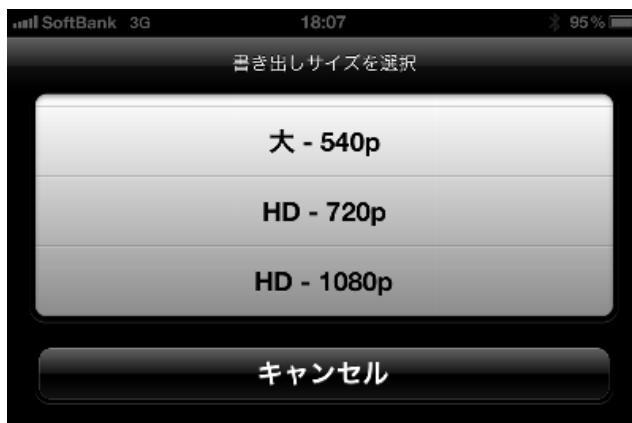 SoftBank 3G 18:07 95%
書き出しサイズを選択
大 - 540p
HD - 720p
HD - 1080p
キャンセル